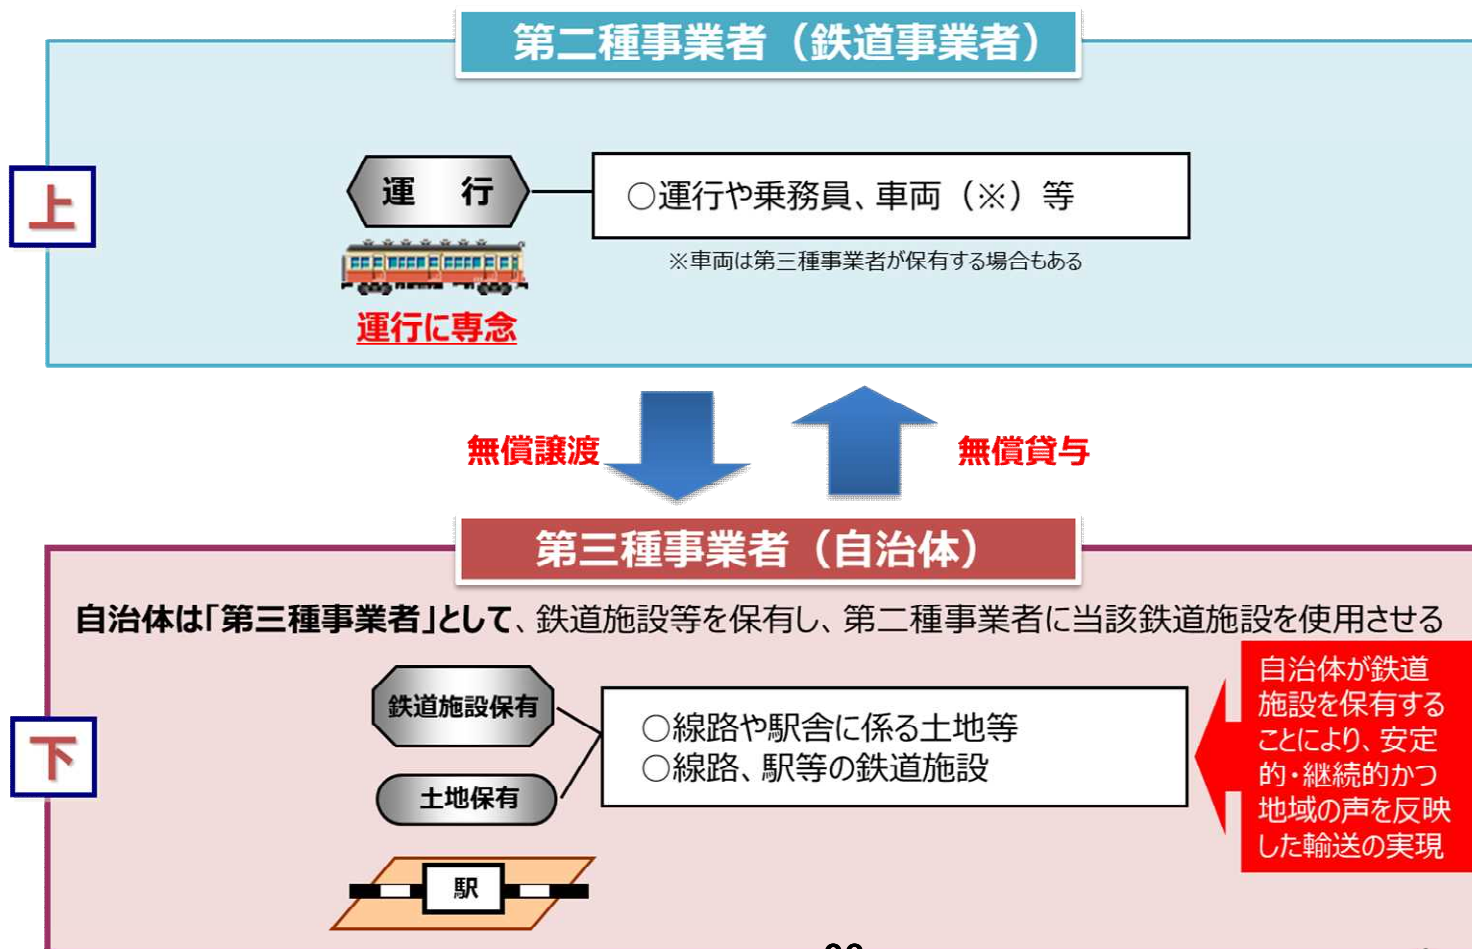 第二種事業者（鉄道事業者）
上
運　行
○運行や乗務員、車両（※）等
※車両は第三種事業者が保有する場合もある
運行に専念
無償譲渡
無償貸与
第三種事業者（自治体）
自治体は「第三種事業者」として、鉄道施設等を保有し、第二種事業者に当該鉄道施設を使用させる
下
鉄道施設保有
土地保有
○線路や駅舎に係る土地等
○線路、駅等の鉄道施設
自治体が鉄道
施設を保有する
ことにより、安定
的・継続的かつ
地域の声を反映
した輸送の実現
駅